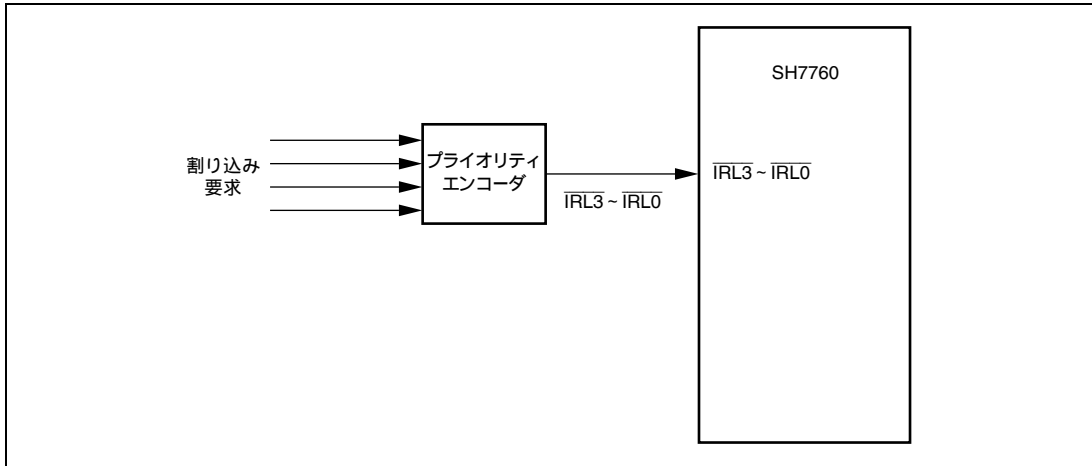 SH7760
割り込み
要求
プライオリティ
エンコーダ
IRL3 ~ IRL0
IRL3 ~ IRL0